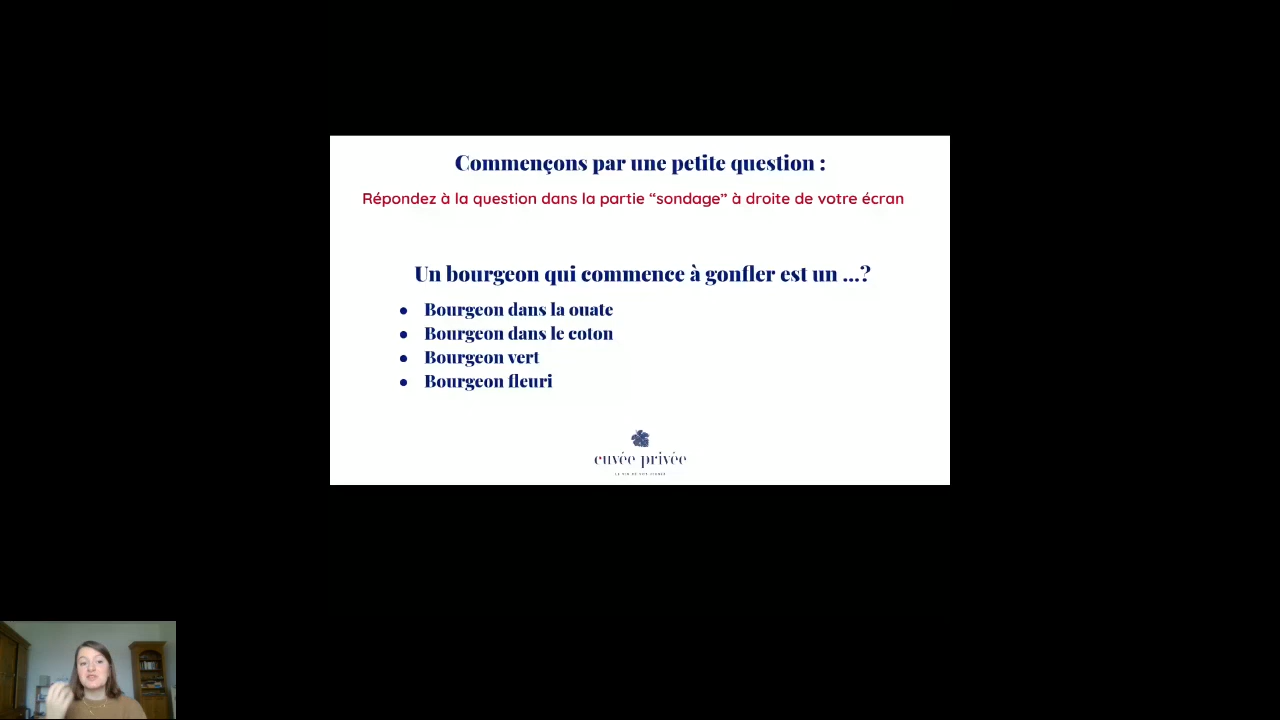 Commençons par une petite question :
Répondez à la question dans la partie “sondage” à droite de votre écran
Un bourgeon qui commence à gonfler est un ...?
● Bourgeon dans la ouate
● Bourgeon dans le coton
● Bourgeon vert
● Bourgeon fleuri
cuvée privée